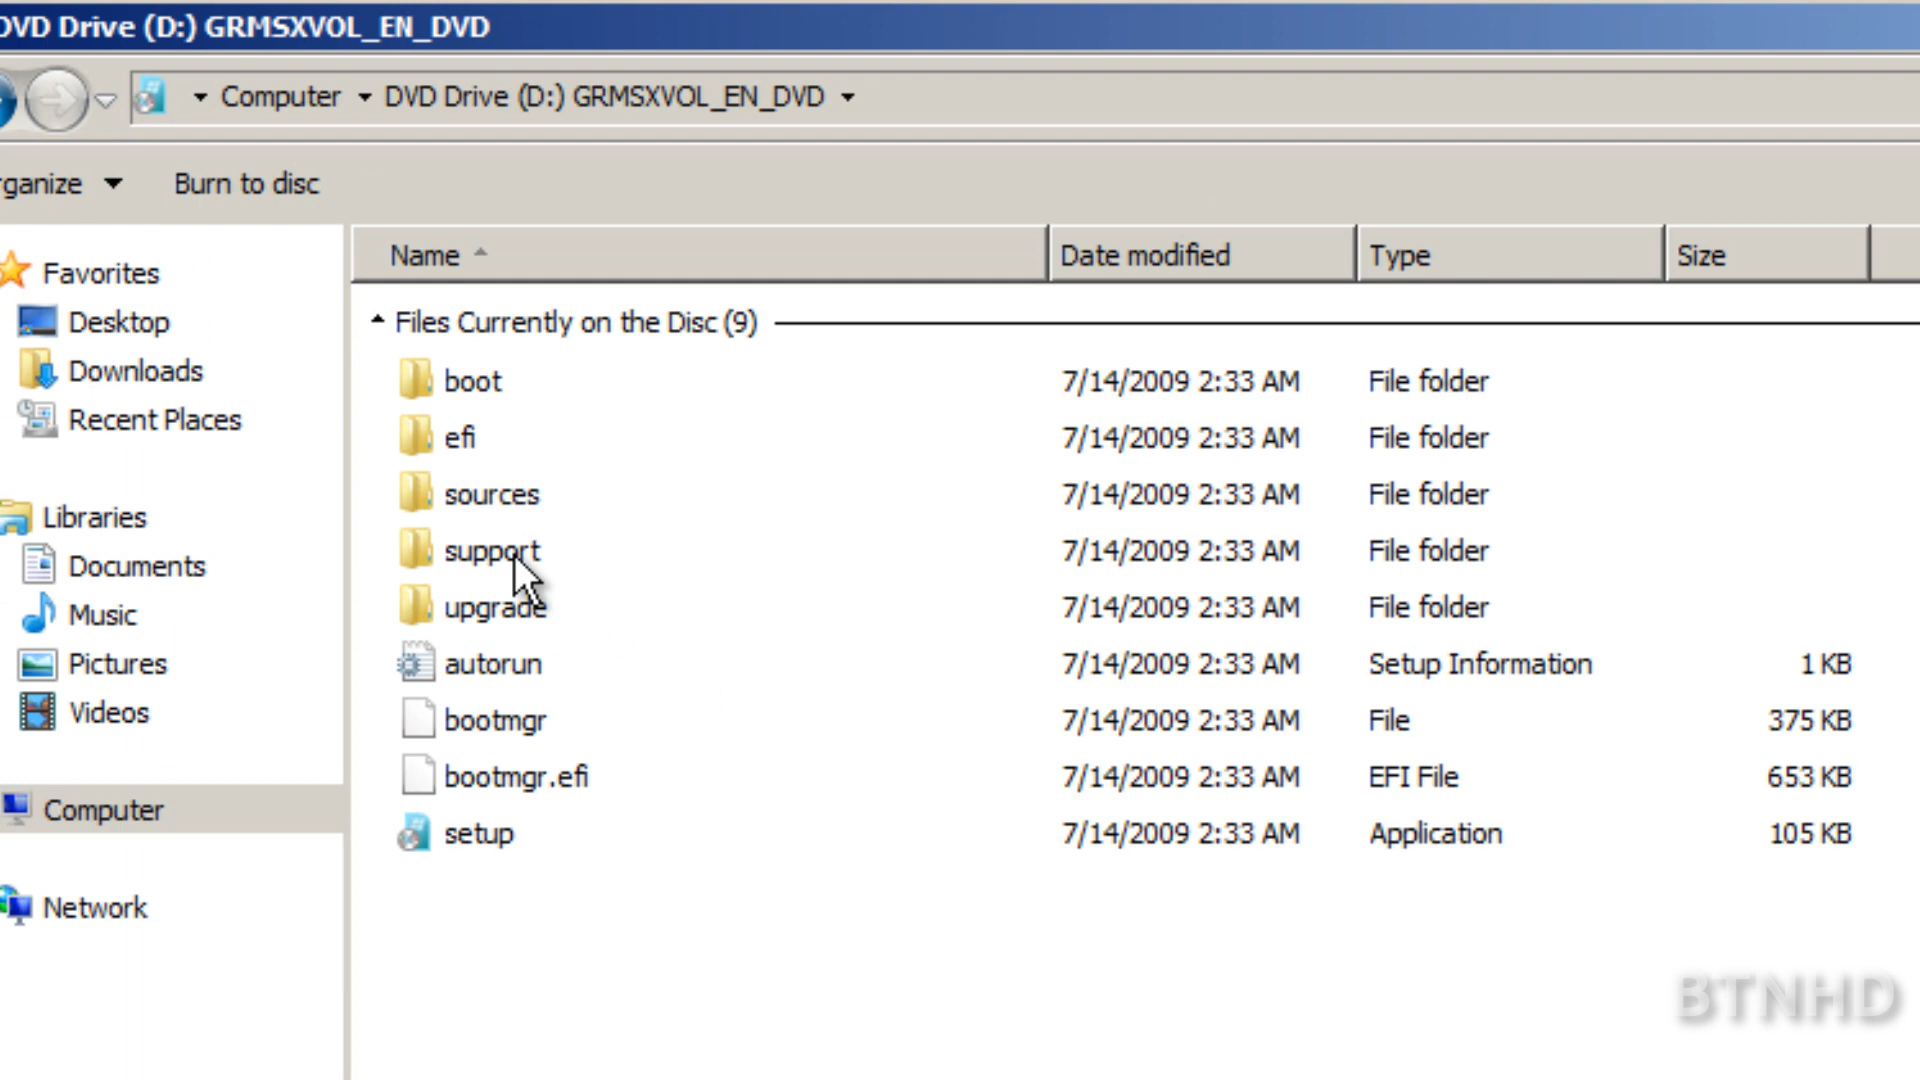 DVD Drive (D:) GRMSXVOL_EN_DVD
Computer DVD Drive (D:) GRMSXVOL_EN_DVD
rganize Burn to disc
Name Date modified Type Size
Favorites
Desktop
Downloads
Recent Places
Libraries
Documents
Music
Pictures
Videos
Computer
Network
Files Currently on the Disc (9)
boot 7/14/2009 2:33 AM File folder
efi 7/14/2009 2:33 AM File folder
sources 7/14/2009 2:33 AM File folder
support 7/14/2009 2:33 AM File folder
upgrade 7/14/2009 2:33 AM File folder
autorun 7/14/2009 2:33 AM Setup Information 1 KB
bootmgr 7/14/2009 2:33 AM File 375 KB
bootmgr.efi 7/14/2009 2:33 AM EFI File 653 KB
setup 7/14/2009 2:33 AM Application 105 KB
BTNHD